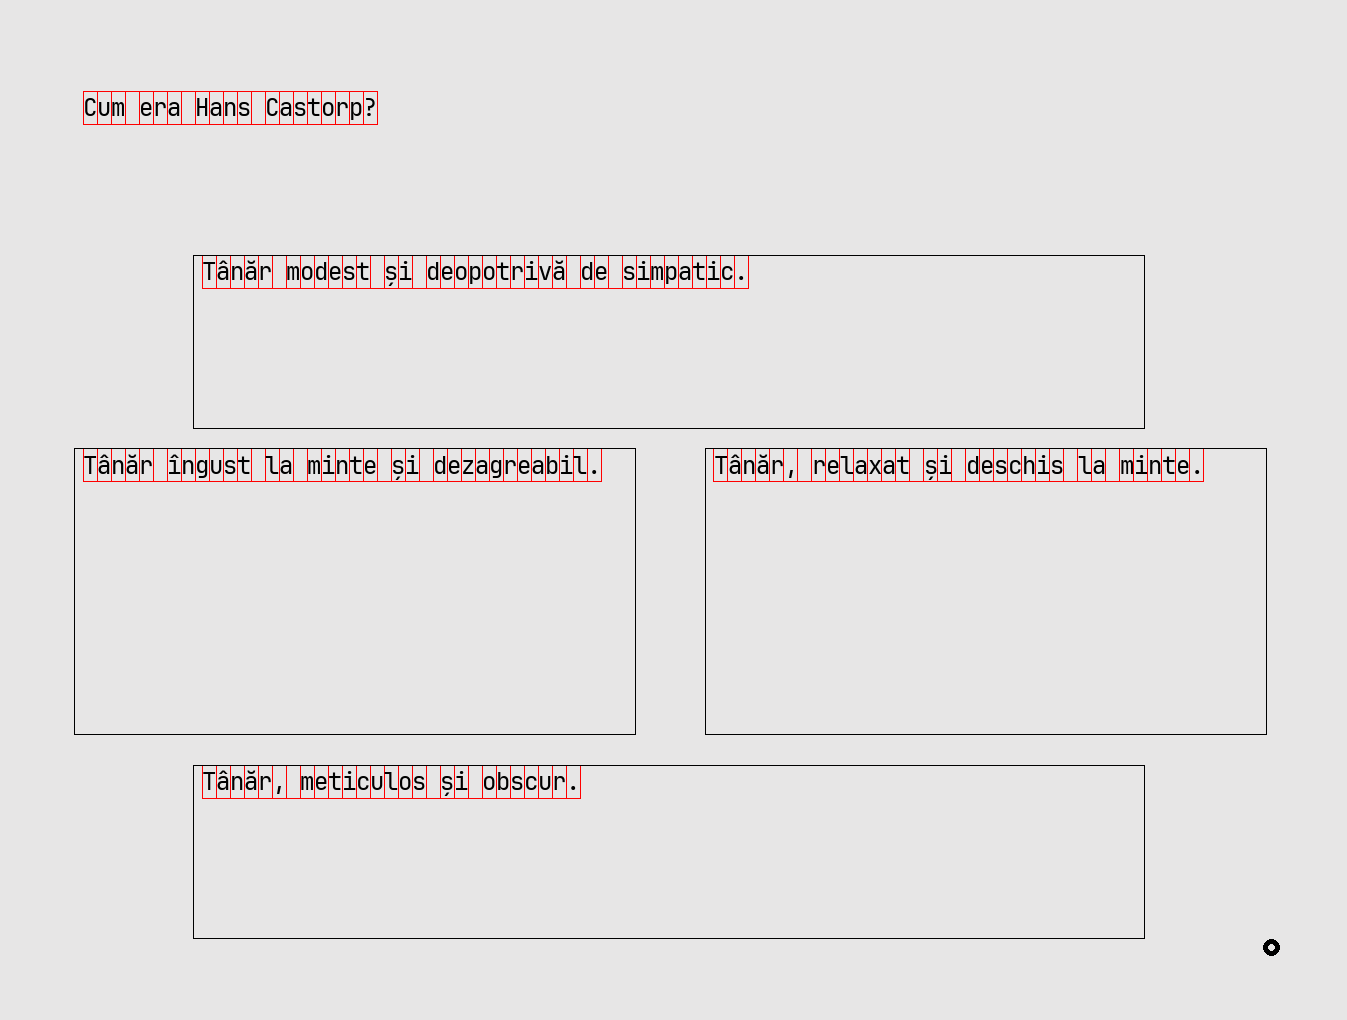 Cum era Hans Castorp?
Tânăr modest și deopotrivă de simpatic.
Tânăr îngust la minte și dezagreabil.
Tânăr, relaxat și deschis la minte.
Tânăr, meticulos și obscur.